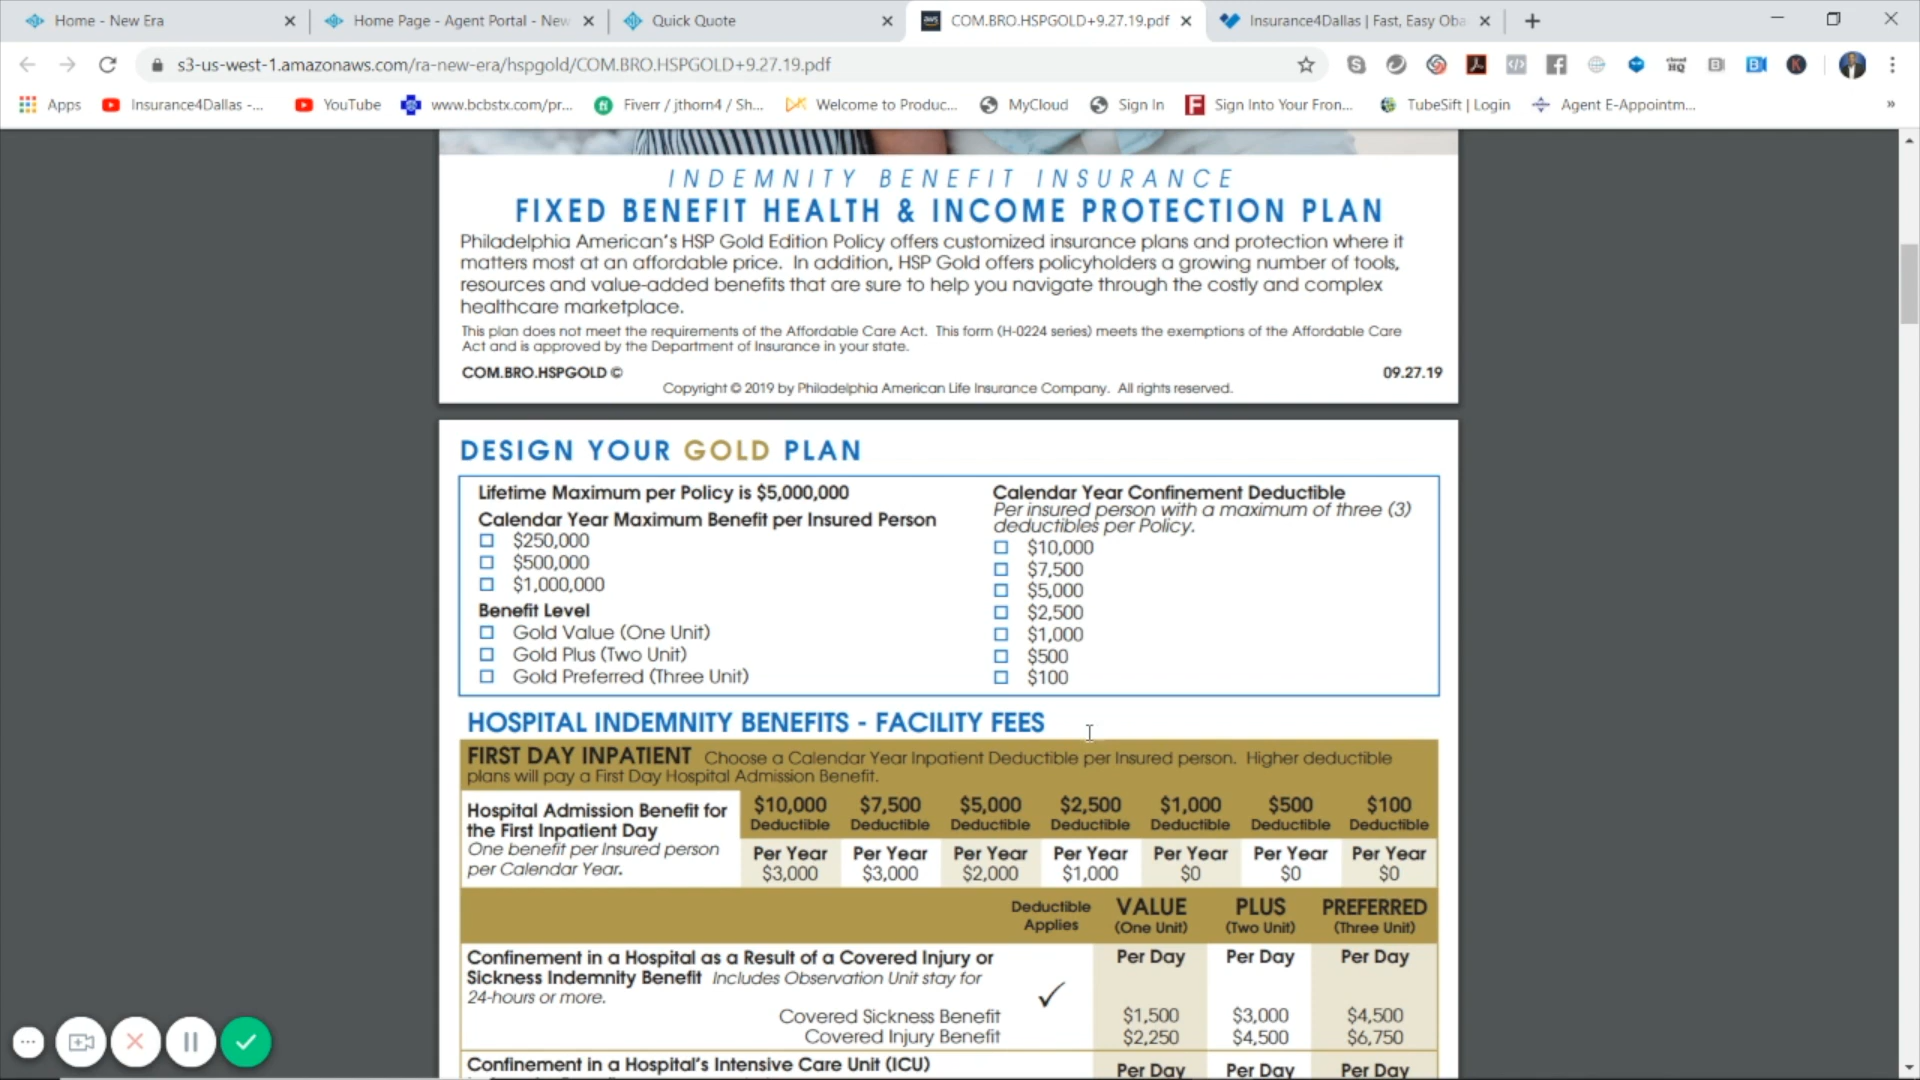 Home - New Era
Home Page - Agent Portal - New
Quick Quote
COM.BRO.HSPGOLD+9.27.19.pdf
Insurance4Dallas | Fast, Easy Oba
s3-us-west-1.amazonaws.com/ra-new-era/hspgold/COM.BRO.HSPGOLD+9.27.19.pdf
Apps
Insurance4Dallas -...
YouTube
www.bcbstx.com/pr...
Fiverr / jthorn4 / Sh...
Welcome to Produc...
MyCloud
Sign In
Sign Into Your Fron...
TubeSift | Login
Agent E-Appointm...
INDEMNITY BENEFIT INSURANCE
FIXED BENEFIT HEALTH & INCOME PROTECTION PLAN
Philadelphia American's HSP Gold Edition Policy offers customized insurance plans and protection where it
matters most at an affordable price. In addition, HSP Gold offers policyholders a growing number of tools,
resources and value-added benefits that are sure to help you navigate through the costly and complex
healthcare marketplace.
This plan does not meet the requirements of the Affordable Care Act. This form (H-0224 series) meets the exemptions of the Affordable Care
Act and is approved by the Department of Insurance in your state.
COM.BRO.HSPGOLD © 09.27.19
Copyright © 2019 by Philadelphia American Life Insurance Company. All rights reserved.
DESIGN YOUR GOLD PLAN
Lifetime Maximum per Policy is $5,000,000
Calendar Year Maximum Benefit per Insured Person
$250,000
$500,000
$1,000,000
Benefit Level
Gold Value (One Unit)
Gold Plus (Two Unit)
Gold Preferred (Three Unit)
Calendar Year Confinement Deductible
Per insured person with a maximum of three (3)
deductibles per Policy.
$10,000
$7,500
$5,000
$2,500
$1,000
$500
$100
HOSPITAL INDEMNITY BENEFITS - FACILITY FEES
FIRST DAY INPATIENT Choose a Calendar Year Inpatient Deductible per Insured person. Higher deductible
plans will pay a First Day Hospital Admission Benefit.
Hospital Admission Benefit for
the First Inpatient Day
One benefit per Insured person
per Calendar Year.
$10,000 $7,500 $5,000 $2,500 $1,000 $500 $100
Deductible Deductible Deductible Deductible Deductible Deductible Deductible
Per Year Per Year Per Year Per Year Per Year Per Year Per Year
$3,000 $3,000 $2,000 $1,000 $0 $0 $0
Deductible
Applies
VALUE PLUS PREFERRED
(One Unit) (Two Unit) (Three Unit)
Confinement in a Hospital as a Result of a Covered Injury or
Sickness Indemnity Benefit Includes Observation Unit stay for
24-hours or more.
Per Day Per Day Per Day
Covered Sickness Benefit $1,500 $3,000 $4,500
Covered Injury Benefit $2,250 $4,500 $6,750
Confinement in a Hospital's Intensive Care Unit (ICU)
Per Day Per Day Per Day